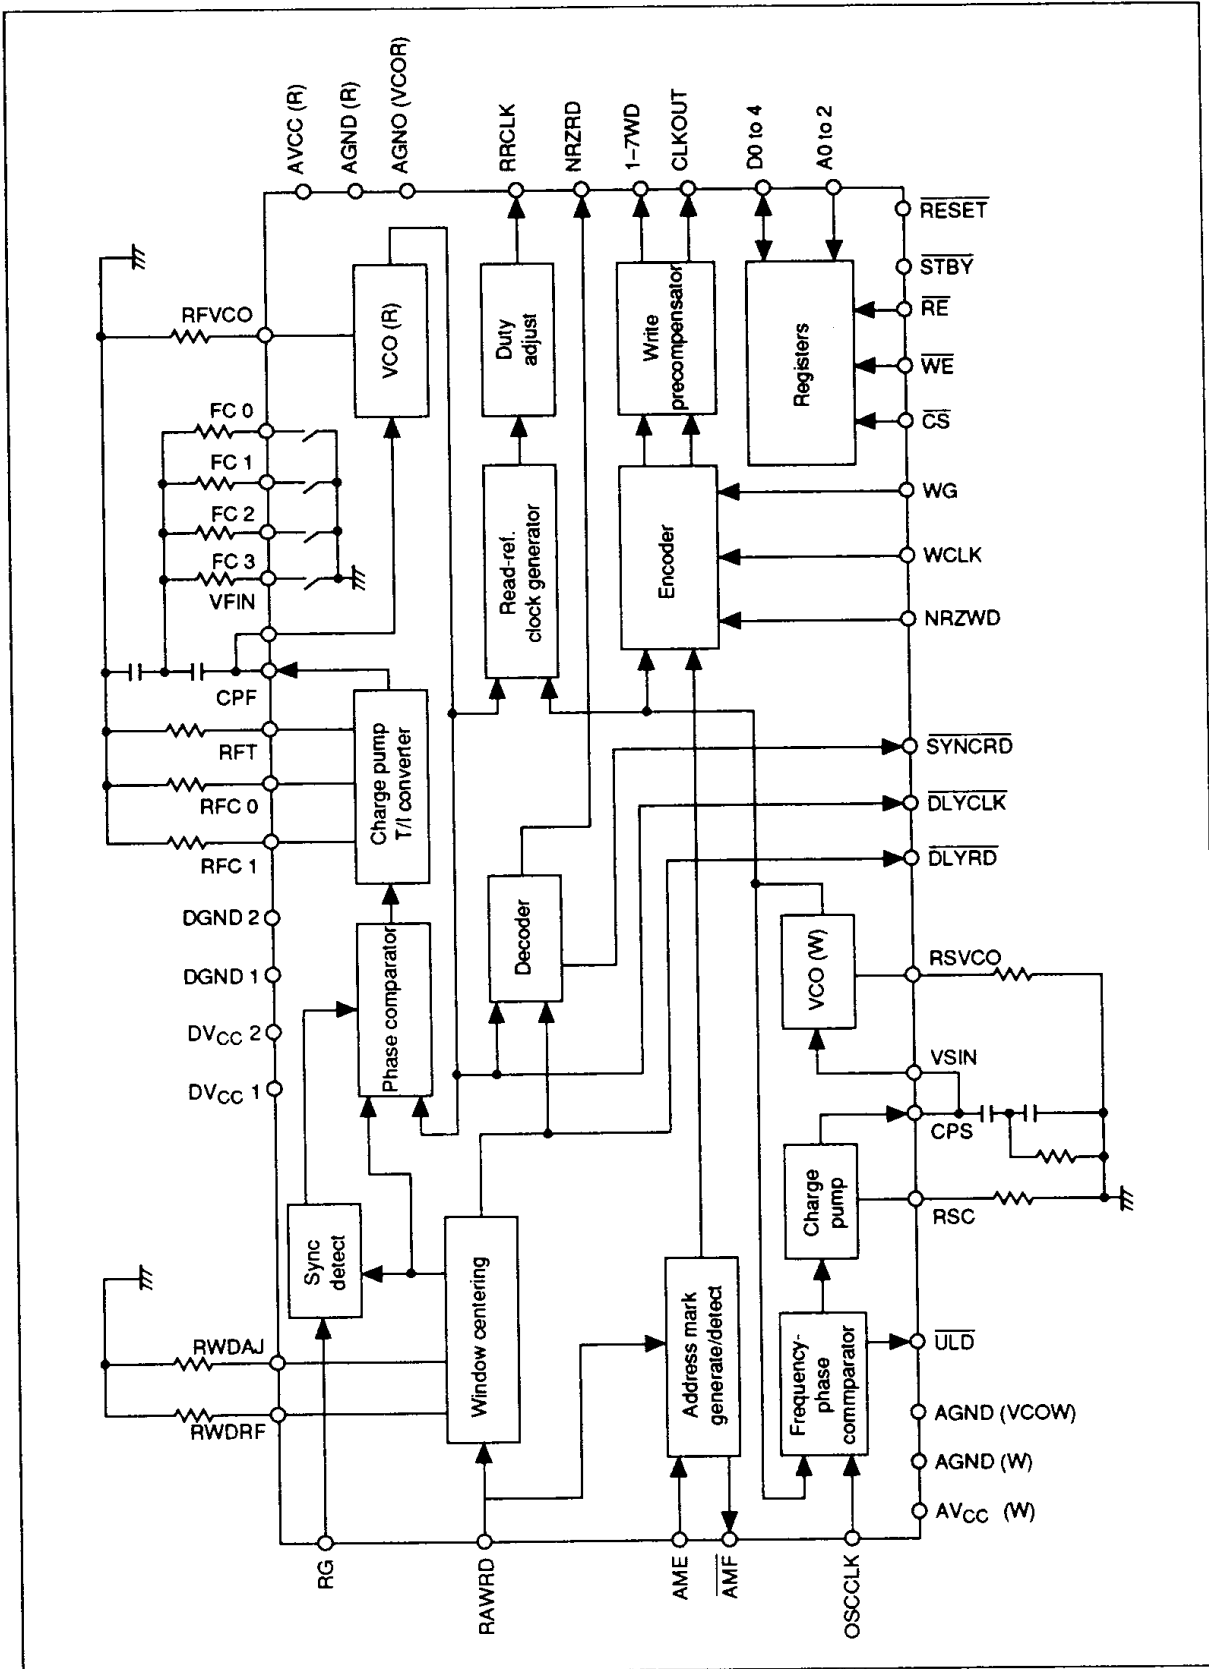 AVCC (R)
AGND (R)
AGNO (VCOR)
RRCLK
NRZRD
1-7WD
CLKOUT
D0 to 4
A0 to 2
RESET
STBY
RE
WE
CS
WG
WCLK
NRZWD
SYNCRD
DLYCLK
DLYRD
RSVCO
VSIN
CPS
RSC
ULD
AGND (VCOW)
AGND (W)
AVCC (W)
RFVCO
FC 0
FC 1
FC 2
FC 3
VFIN
CPF
RFT
RFC 0
RFC 1
DGND 2
DGND 1
DVCC 2
DVCC 1
RWDAJ
RWDRF
RG
RAWRD
AME
AMF
OSCCLK
VCO (R)
Duty
adjust
Write
precompensator
Registers
Read-ref.
clock generator
Encoder
Charge pump
T/I converter
Phase comparator
Decoder
VCO (W)
Sync
detect
Window centering
Charge
pump
Address mark
generate/detect
Frequency-
phase
commparator